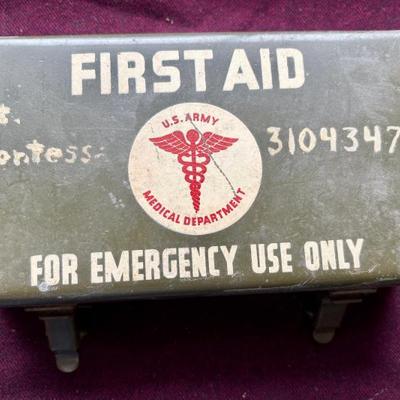 FIRST AID
t.
ontess
3104347
U.S. ARMY
MEDICAL DEPARTMENT
FOR EMERGENCY USE ONLY